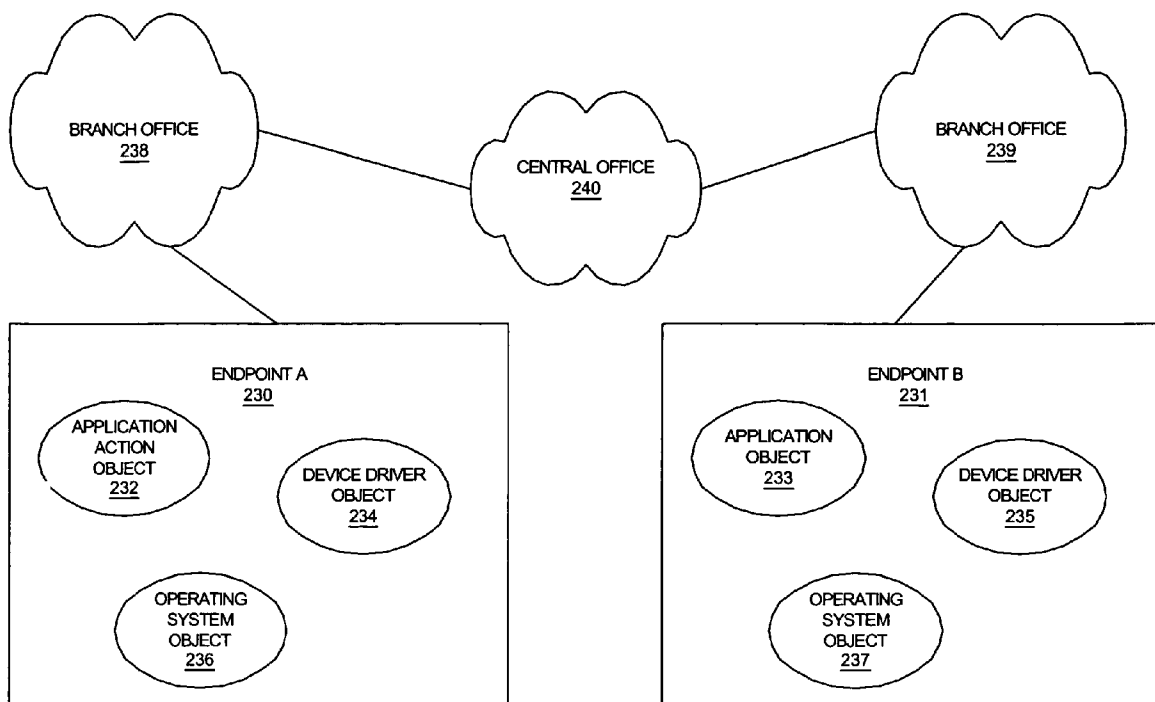 BRANCH OFFICE
238
CENTRAL OFFICE
240
BRANCH OFFICE
239
ENDPOINT A
230
APPLICATION
ACTION
OBJECT
232
DEVICE DRIVER
OBJECT
234
OPERATING
SYSTEM
OBJECT
236
ENDPOINT B
231
APPLICATION
OBJECT
233
DEVICE DRIVER
OBJECT
235
OPERATING
SYSTEM
OBJECT
237